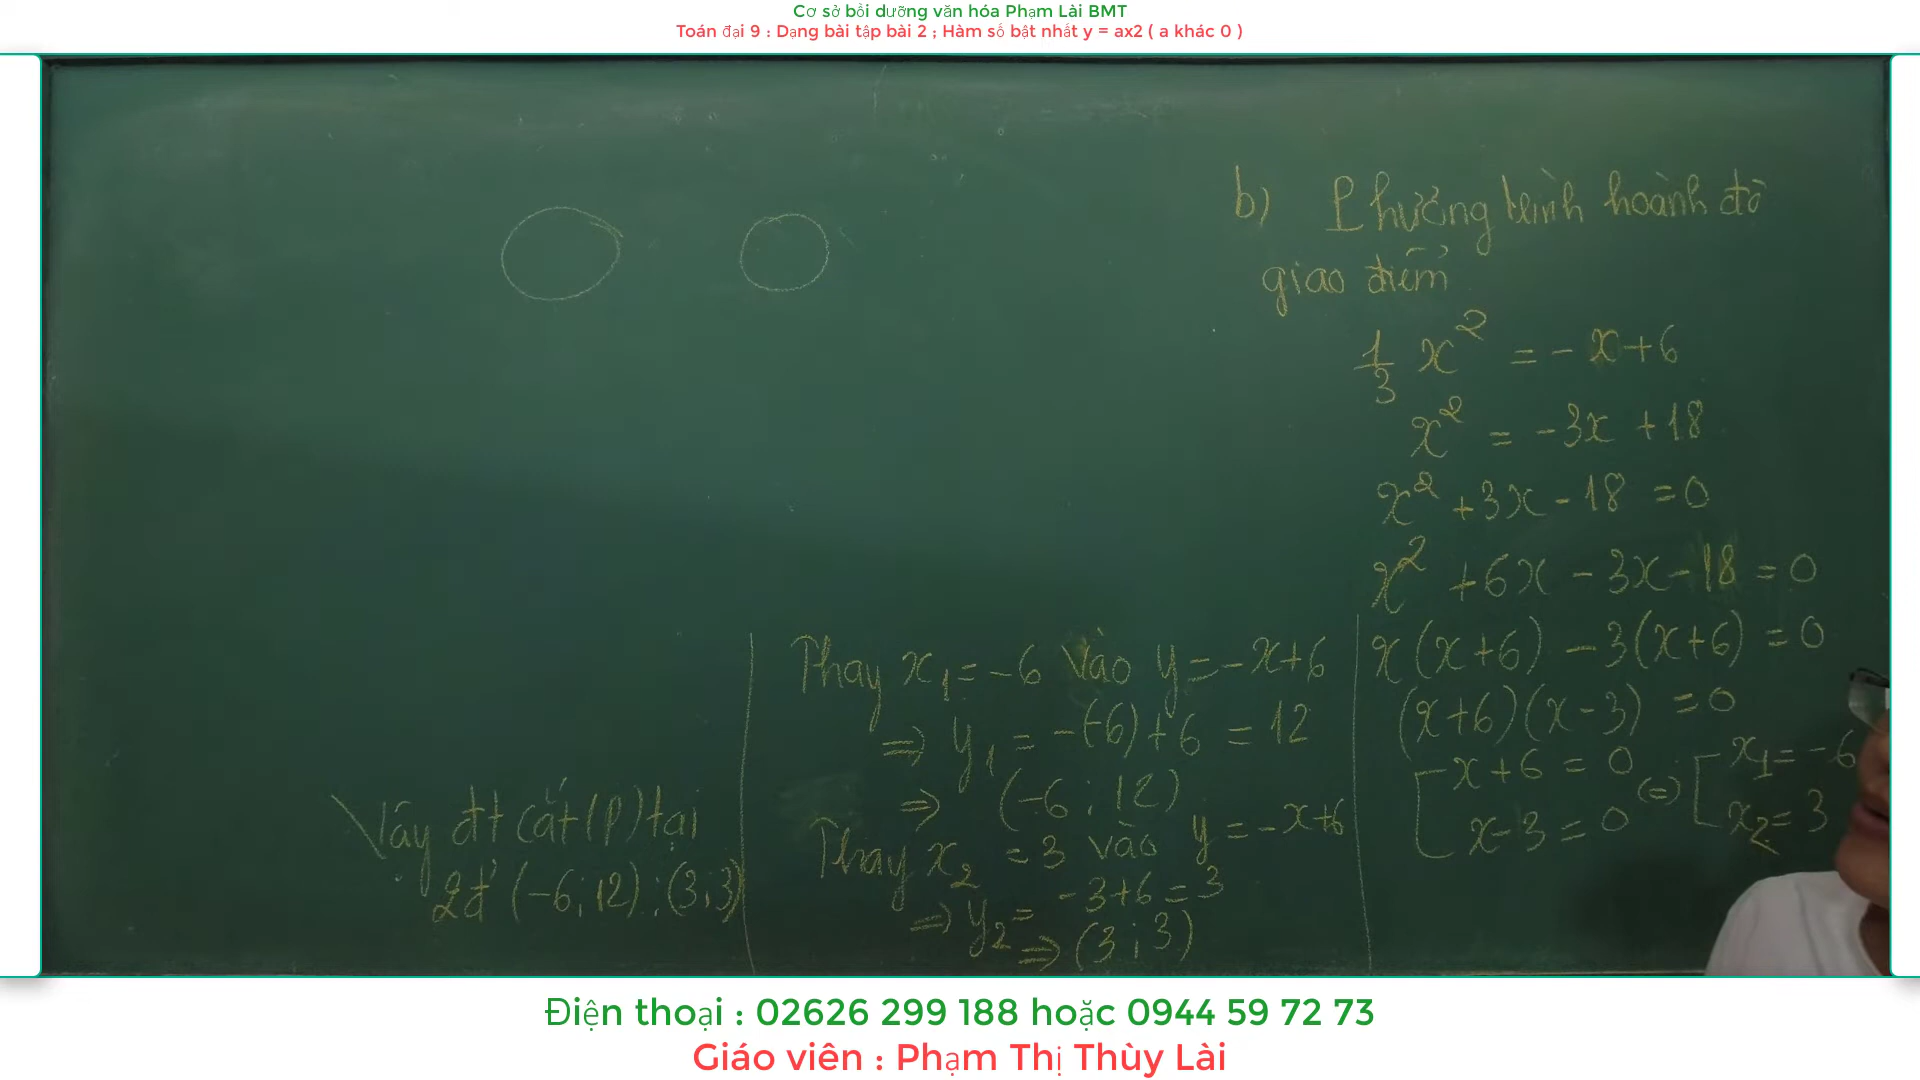 Cơ sở bồi dưỡng văn hóa Phạm Lài BMT
Toán đại 9 : Dạng bài tập bài 2 ; Hàm số bật nhất y = ax2 ( a khác 0 )
b) Phương trình hoành độ
giao điểm
1/3 x² = -x+6
x² = -3x +18
x² +3x -18 =0
x² +6x -3x-18 =0
x(x+6) -3(x+6) =0
(x+6)(x-3) =0
x+6 = 0 (=) x₁= -6
x-3 = 0 x₂= 3
Thay x₁= -6 vào y=-x+6
=> y₁ = -(-6)+6 = 12
=> (-6 ; 12)
Thay x₂ = 3 vào y = -x+6
=> y₂ = -3+6 = 3
=> (3 ; 3)
Vậy đt cắt (P) tại
2đ' (-6; 12) ; (3; 3)
Điện thoại : 02626 299 188 hoặc 0944 59 72 73
Giáo viên : Phạm Thị Thùy Lài